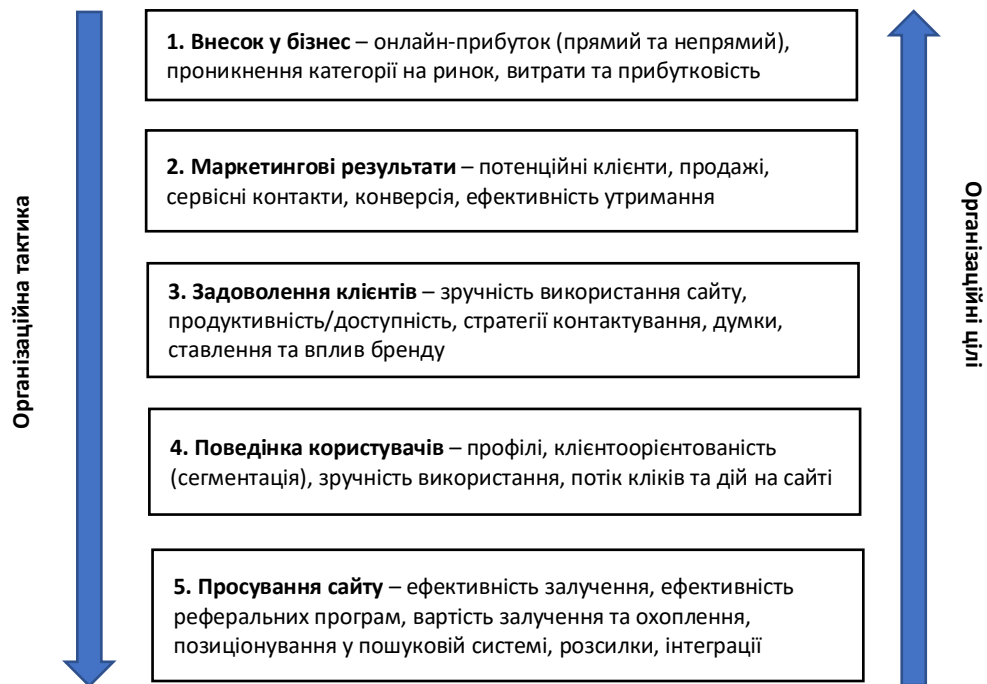 1. Внесок у бізнес – онлайн-прибуток (прямий та непрямий),
проникнення категорії на ринок, витрати та прибутковість
2. Маркетингові результати – потенційні клієнти, продажі,
сервісні контакти, конверсія, ефективність утримання
Організаційна тактика
Організаційні цілі
3. Задоволення клієнтів – зручність використання сайту,
продуктивність/доступність, стратегії контактування, думки,
ставлення та вплив бренду
4. Поведінка користувачів – профілі, клієнтоорієнтованість
(сегментація), зручність використання, потік кліків та дій на сайті
5. Просування сайту – ефективність залучення, ефективність
реферальних програм, вартість залучення та охоплення,
позиціонування у пошуковій системі, розсилки, інтеграції